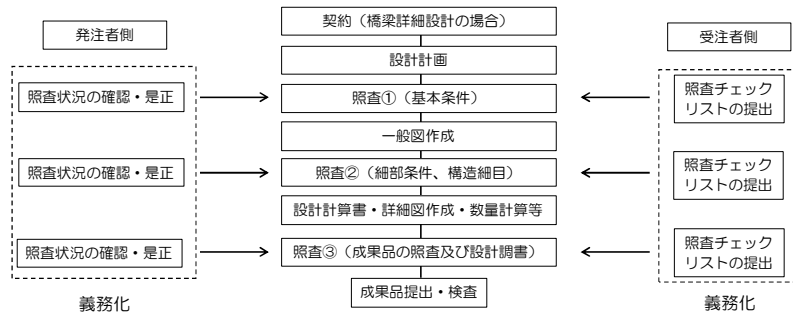 契約（橋梁詳細設計の場合）
発注者側
受注者側
設計計画
照査状況の確認・是正
照査①（基本条件）
照査チェック
リストの提出
一般図作成
照査状況の確認・是正
照査②（細部条件、構造細目）
照査チェック
リストの提出
設計計算書・詳細図作成・数量計算等
照査状況の確認・是正
照査③（成果品の照査及び設計調書）
照査チェック
リストの提出
成果品提出・検査
義務化
義務化